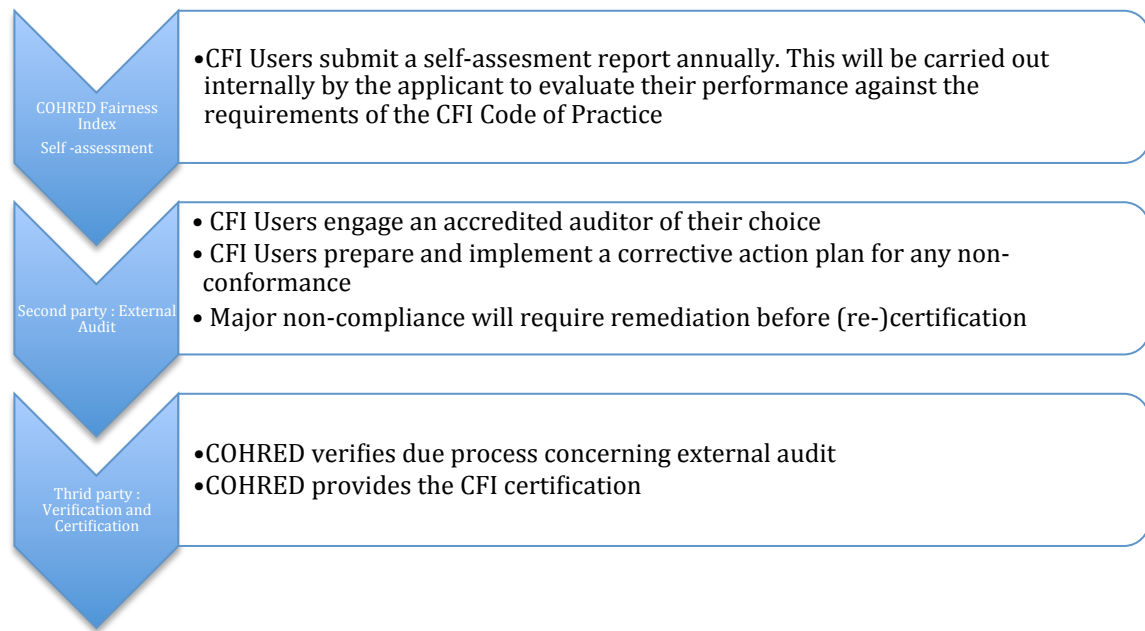 COHRED Fairness
Index
Self -assessment
•CFI Users submit a self-assesment report annually. This will be carried out
internally by the applicant to evaluate their performance against the
requirements of the CFI Code of Practice
Second party : External
Audit
• CFI Users engage an accredited auditor of their choice
• CFI Users prepare and implement a corrective action plan for any non-
conformance
• Major non-compliance will require remediation before (re-)certification
Thrid party :
Verification and
Certification
•COHRED verifies due process concerning external audit
•COHRED provides the CFI certification